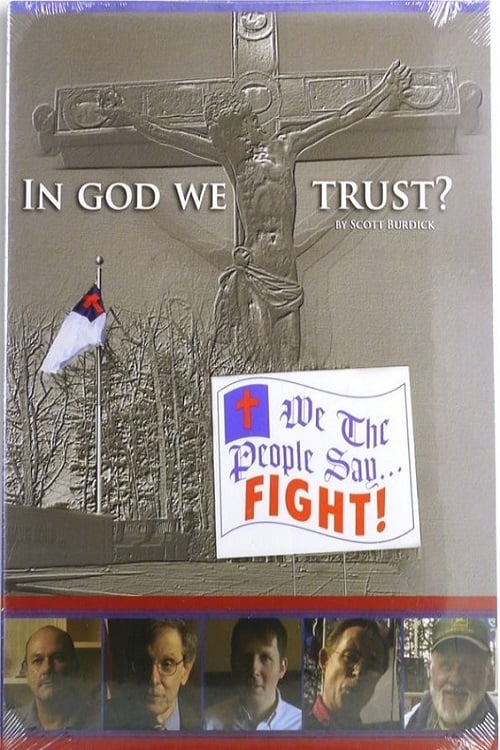 IN GOD WE TRUST?
BY SCOTT BURDICK
We The
People Say...
FIGHT!